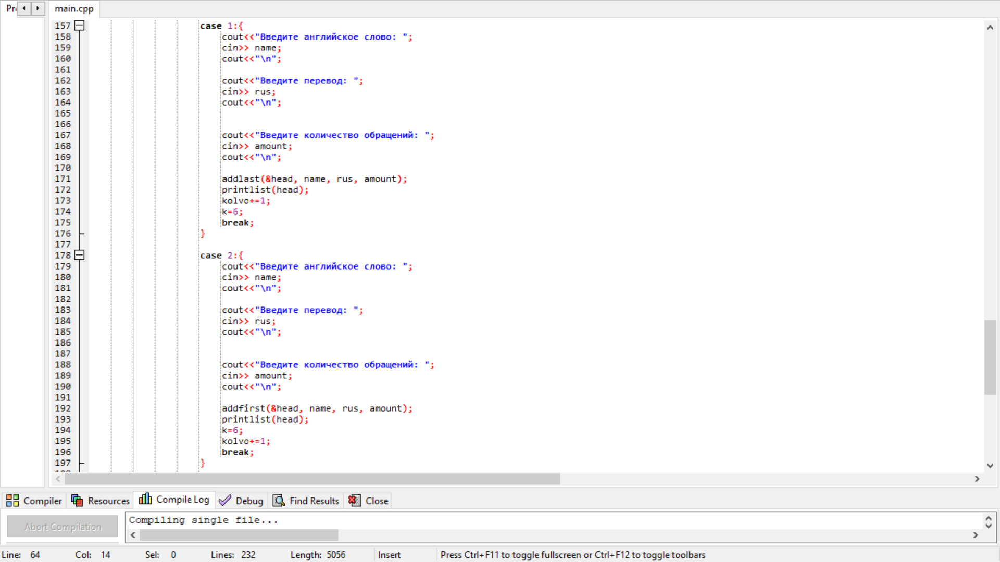 main.cpp
157 case 1:{
158 cout<<"Введите английское слово: ";
159 cin>> name;
160 cout<<"\n";
161
162 cout<<"Введите перевод: ";
163 cin>> rus;
164 cout<<"\n";
165
166
167 cout<<"Введите количество обращений: ";
168 cin>> amount;
169 cout<<"\n";
170
171 addlast(&head, name, rus, amount);
172 printlist(head);
173 kolvo+=1;
174 k=6;
175 break;
176 }
177
178 case 2:{
179 cout<<"Введите английское слово: ";
180 cin>> name;
181 cout<<"\n";
182
183 cout<<"Введите перевод: ";
184 cin>> rus;
185 cout<<"\n";
186
187
188 cout<<"Введите количество обращений: ";
189 cin>> amount;
190 cout<<"\n";
191
192 addfirst(&head, name, rus, amount);
193 printlist(head);
194 k=6;
195 kolvo+=1;
196 break;
197 }
Compiler Resources Compile Log Debug Find Results Close
Abort Compilation
Compiling single file...
Line: 64 Col: 14 Sel: 0 Lines: 232 Length: 5056 Insert Press Ctrl+F11 to toggle fullscreen or Ctrl+F12 to toggle toolbars